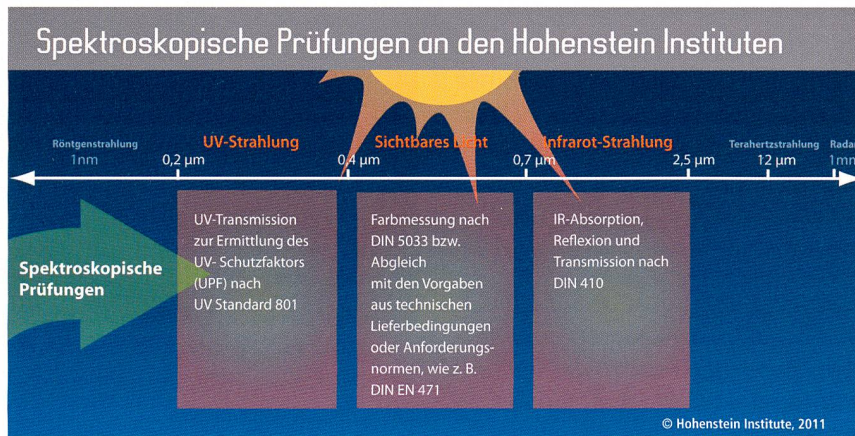 Spektroskopische Prüfungen an den Hohenstein Instituten
Röntgenstrahlung
1nm
UV-Strahlung
0,2 µm
0,4 µm
Sichtbares Licht
0,7 µm
Infrarot-Strahlung
2,5 µm
Terahertzstrahlung
12 µm
Radar
1mm
Spektroskopische
Prüfungen
UV-Transmission
zur Ermittlung des
UV- Schutzfaktors
(UPF) nach
UV Standard 801
Farbmessung nach
DIN 5033 bzw.
Abgleich
mit den Vorgaben
aus technischen
Lieferbedingungen
oder Anforderungs-
normen, wie z. B.
DIN EN 471
IR-Absorption,
Reflexion und
Transmission nach
DIN 410
© Hohenstein Institute, 2011